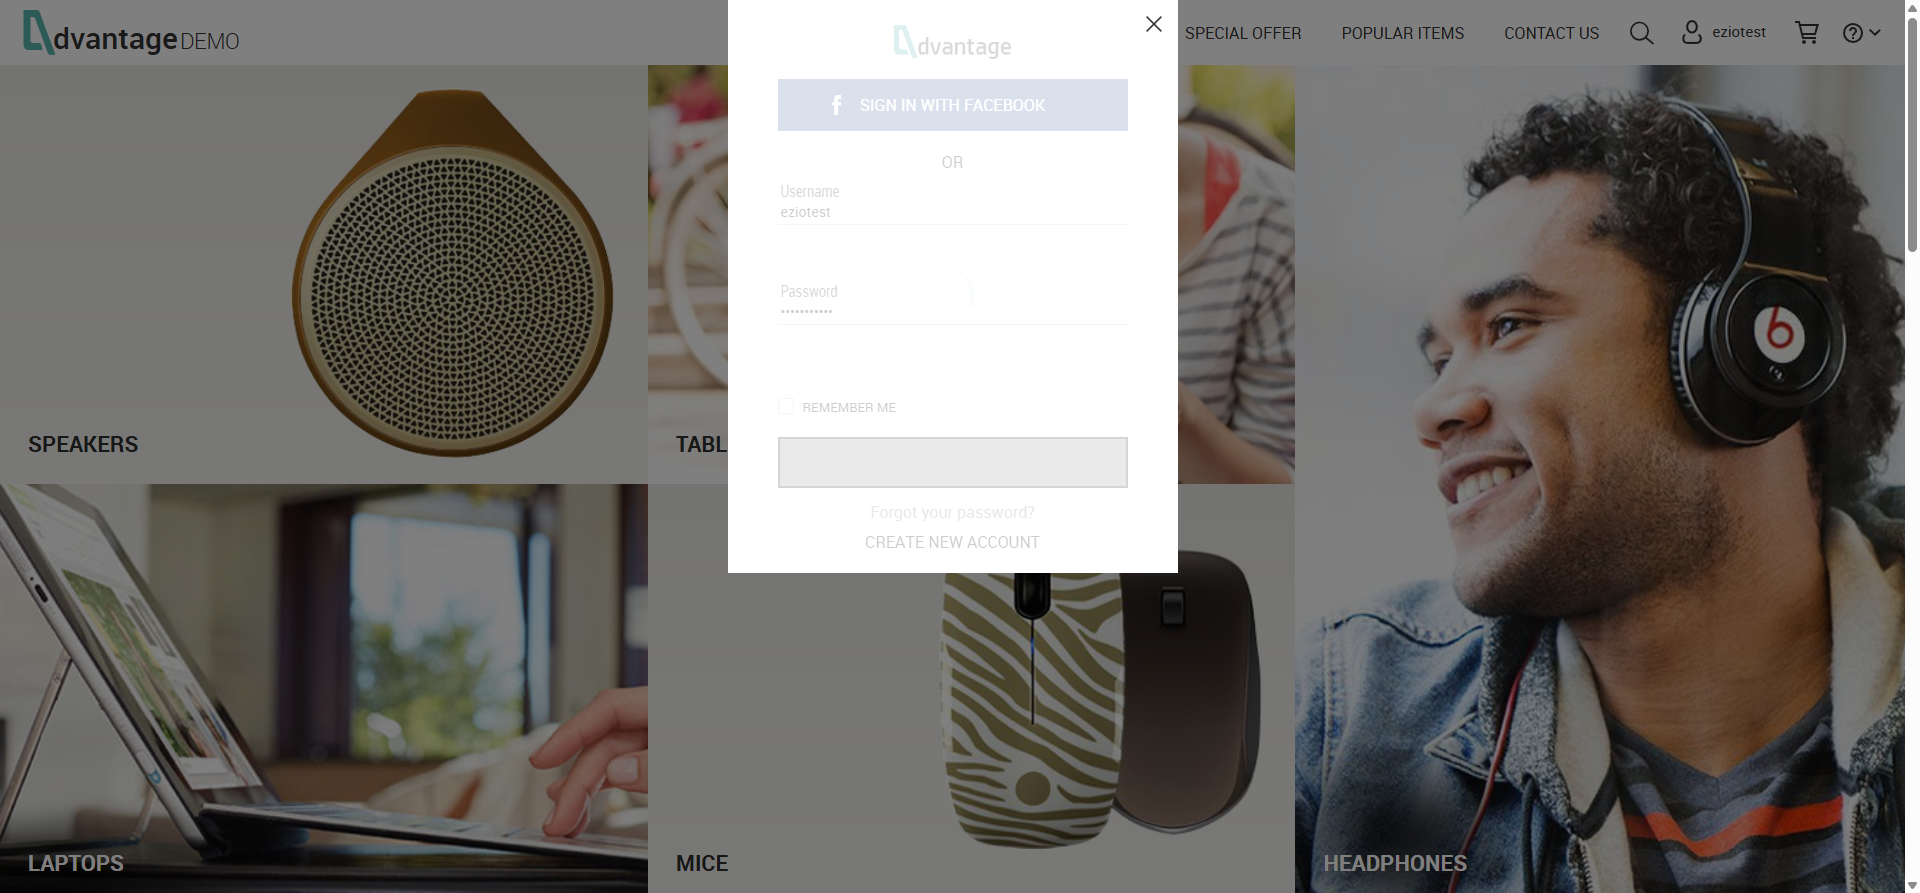 dvantage DEMO
SPECIAL OFFER
POPULAR ITEMS
CONTACT US
eziotest
dvantage
SIGN IN WITH FACEBOOK
OR
Username
eziotest
Password
•••••••••••
REMEMBER ME
Forgot your password?
CREATE NEW ACCOUNT
SPEAKERS
TABL
LAPTOPS
MICE
HEADPHONES